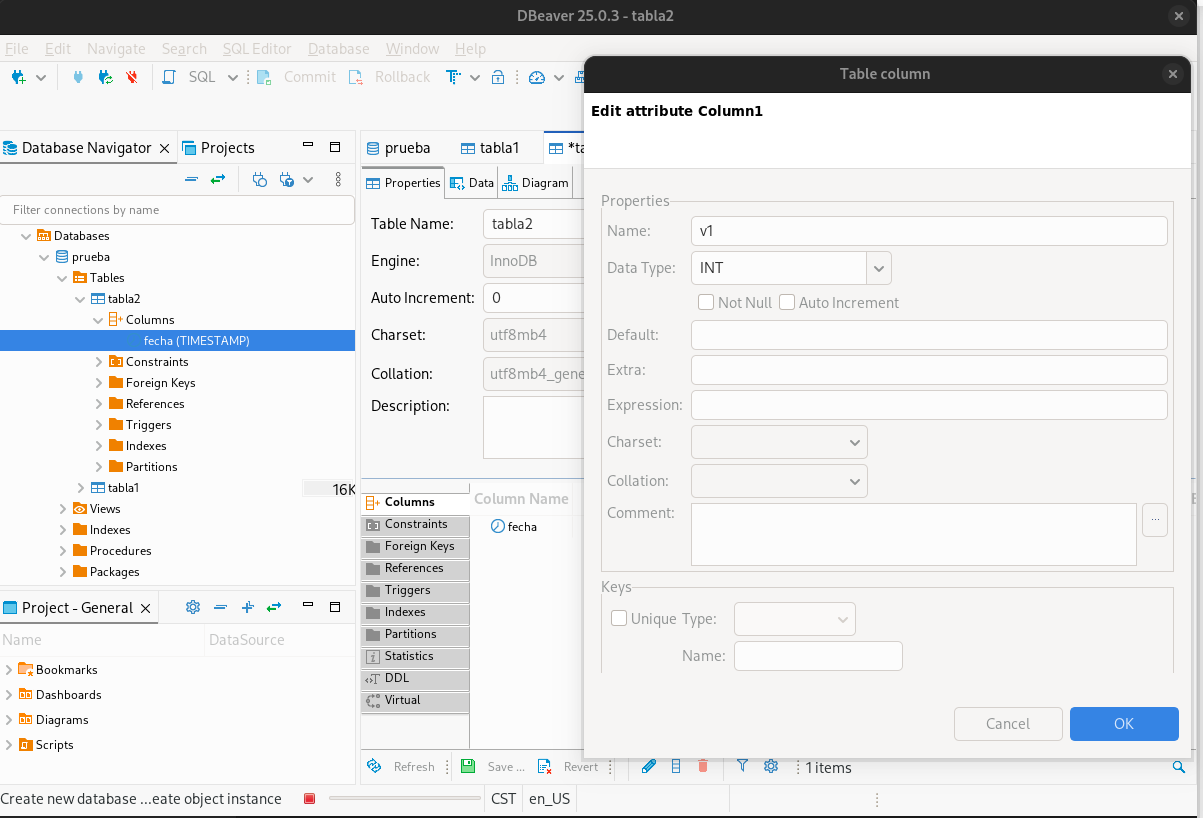 DBeaver 25.0.3 - tabla2
File Edit Navigate Search SQL Editor Database Window Help
SQL Commit Rollback T
Database Navigator Projects
Filter connections by name
Databases
prueba
Tables
tabla2
Columns
fecha (TIMESTAMP)
Constraints
Foreign Keys
References
Triggers
Indexes
Partitions
tabla1 16K
Views
Indexes
Procedures
Packages
Project - General
Name DataSource
Bookmarks
Dashboards
Diagrams
Scripts
prueba tabla1 *ta
Properties Data Diagram
Table Name: tabla2
Engine: InnoDB
Auto Increment: 0
Charset: utf8mb4
Collation: utf8mb4_gene
Description:
Columns
Constraints
Foreign Keys
References
Triggers
Indexes
Partitions
Statistics
DDL
Virtual
Column Name
fecha
Refresh Save ... Revert 1 items
Table column
Edit attribute Column1
Properties
Name: v1
Data Type: INT
Not Null Auto Increment
Default:
Extra:
Expression:
Charset:
Collation:
Comment: ...
Keys
Unique Type:
Name:
Cancel OK
Create new database ...eate object instance CST en_US